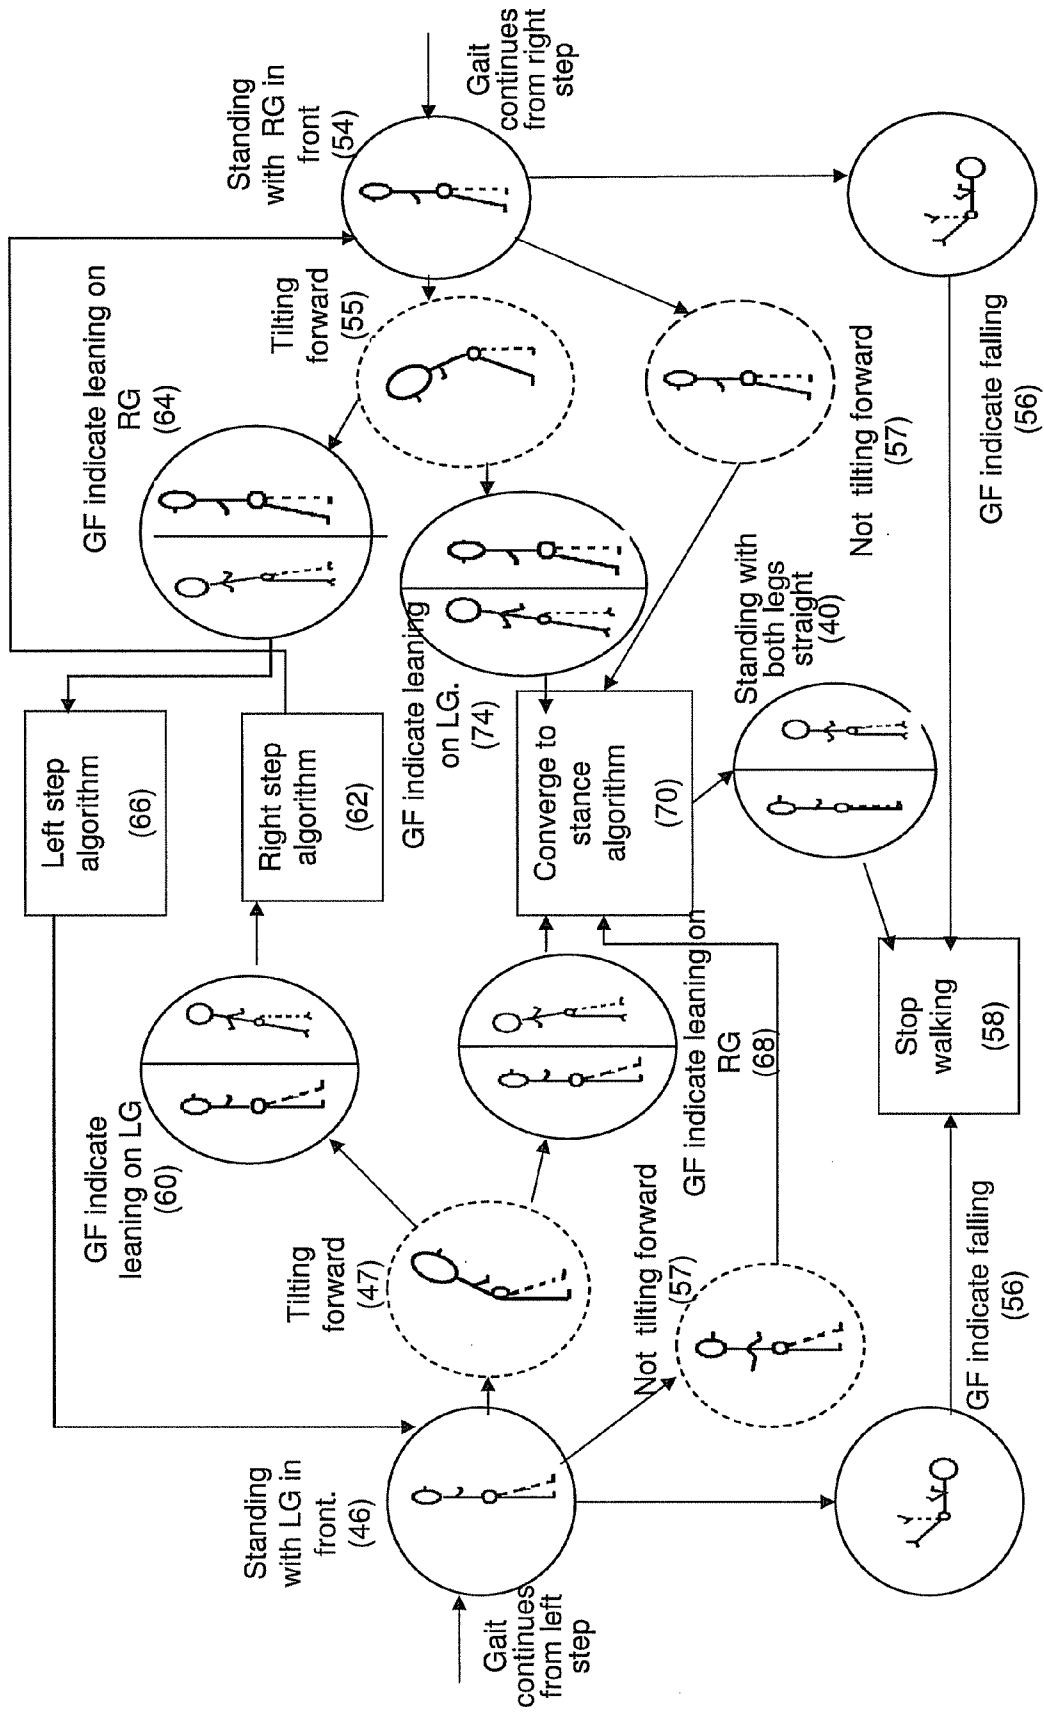 Gait
continues
from left
step
Standing
with LG in
front.
(46)
GF indicate falling
(56)
Tilting
forward
(47)
Not tilting forward
(57)
GF indicate
leaning on LG
(60)
GF indicate leaning on
RG
(68)
Stop
walking
(58)
Left step
algorithm
(66)
Right step
algorithm
(62)
GF indicate leaning
on LG.
(74)
Converge to
stance
algorithm
(70)
Standing with
both legs
straight
(40)
GF indicate leaning on
RG
(64)
Tilting
forward
(55)
Not tilting forward
(57)
GF indicate falling
(56)
Standing
with RG in
front
(54)
Gait
continues
from right
step